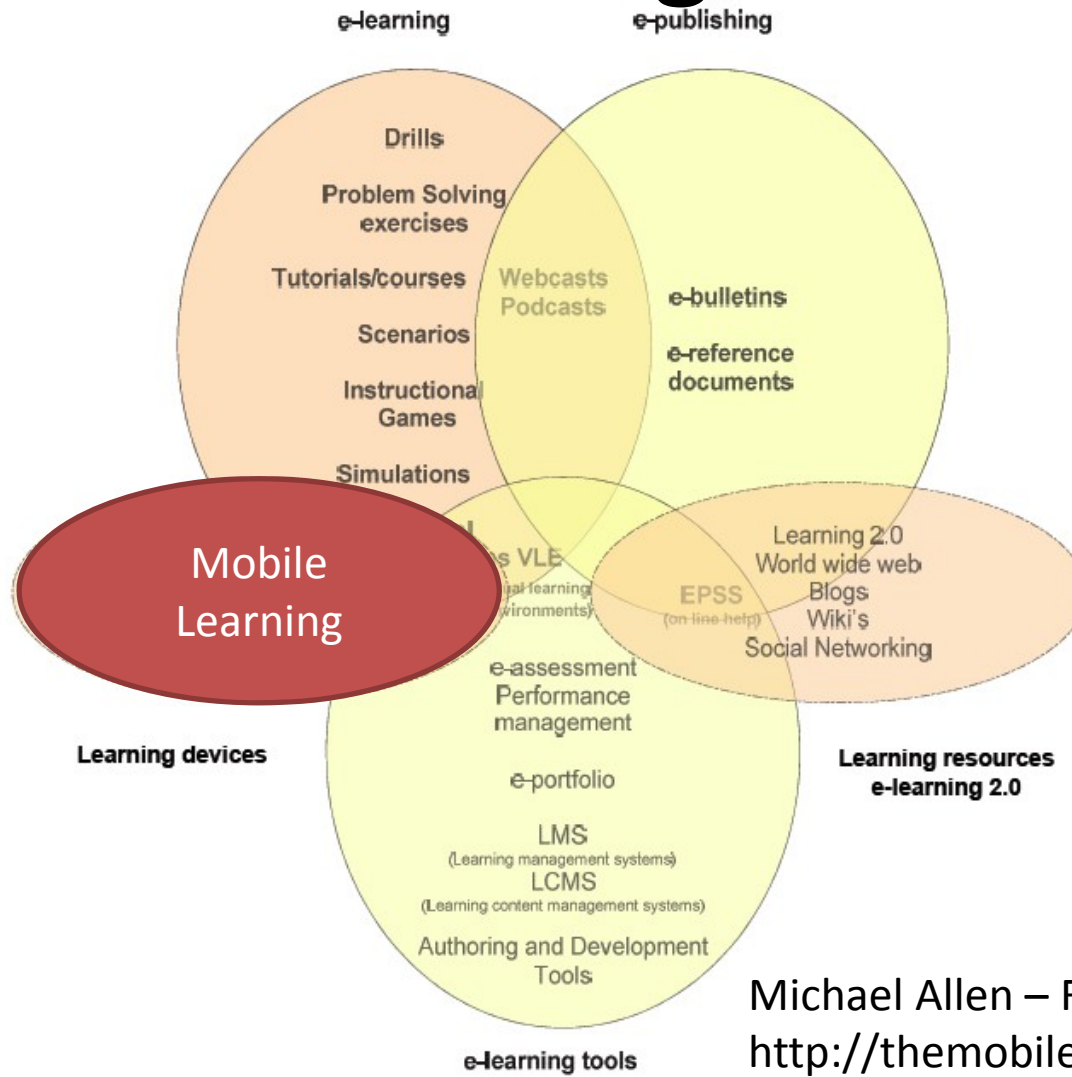 e-learning
e-publishing
Drills
Problem Solving
exercises
Tutorials/courses
Scenarios
Instructional
Games
Simulations
Webcasts
Podcasts
e-bulletins
e-reference
documents
Mobile
Learning
VLE
EPSS
(on line help)
Learning 2.0
World wide web
Blogs
Wiki's
Social Networking
e-assessment
Performance
management
e-portfolio
LMS
(Learning management systems)
LCMS
(Learning content management systems)
Authoring and Development
Tools
Learning devices
Learning resources
e-learning 2.0
e-learning tools
Michael Allen –
http://themobile